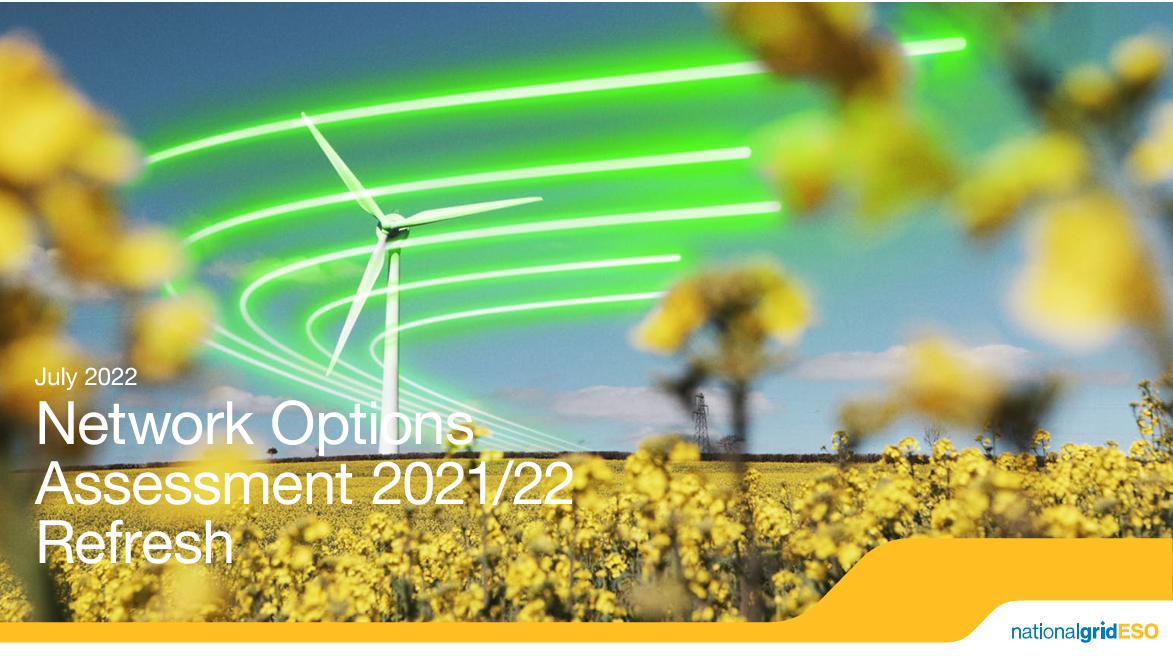 July 2022
Network Options
Assessment 2021/22
Refresh
nationalgridESO